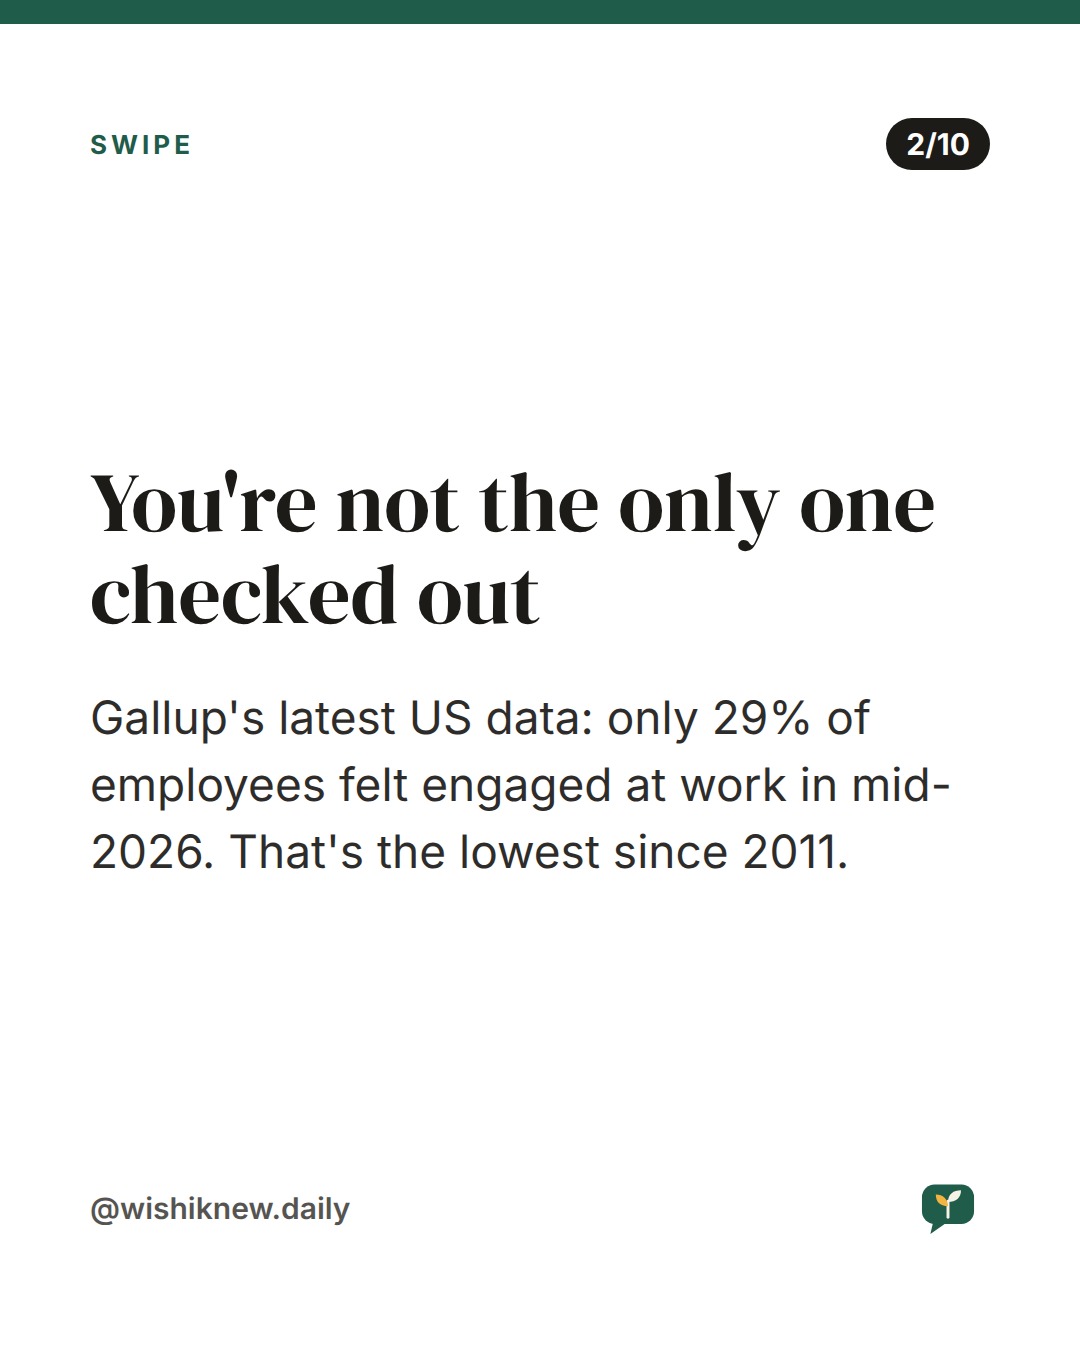 SWIPE
2/10
You're not the only one
checked out
Gallup's latest US data: only 29% of
employees felt engaged at work in mid-
2026. That's the lowest since 2011.
@wishiknew.daily